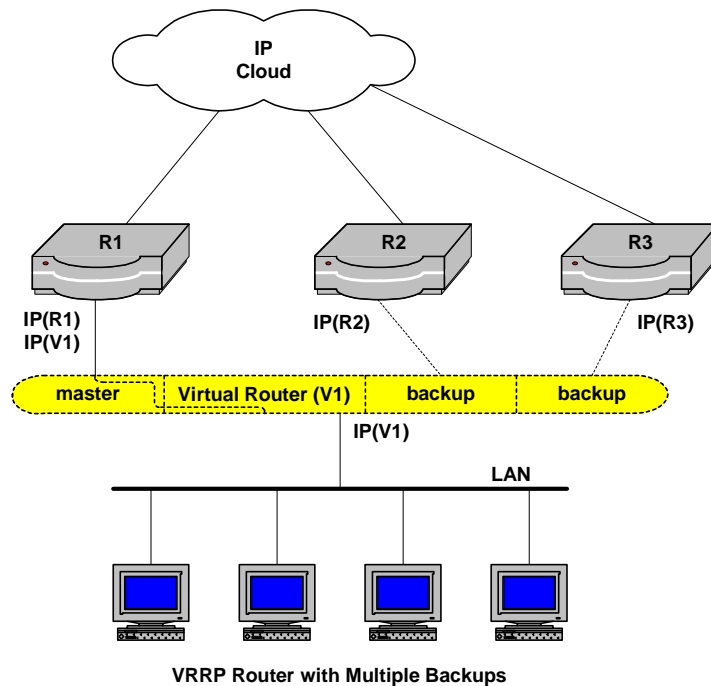 IP
Cloud
R1
R2
R3
IP(R1)
IP(V1)
IP(R2)
IP(R3)
master
Virtual Router (V1)
backup
backup
IP(V1)
LAN
VRRP Router with Multiple Backups